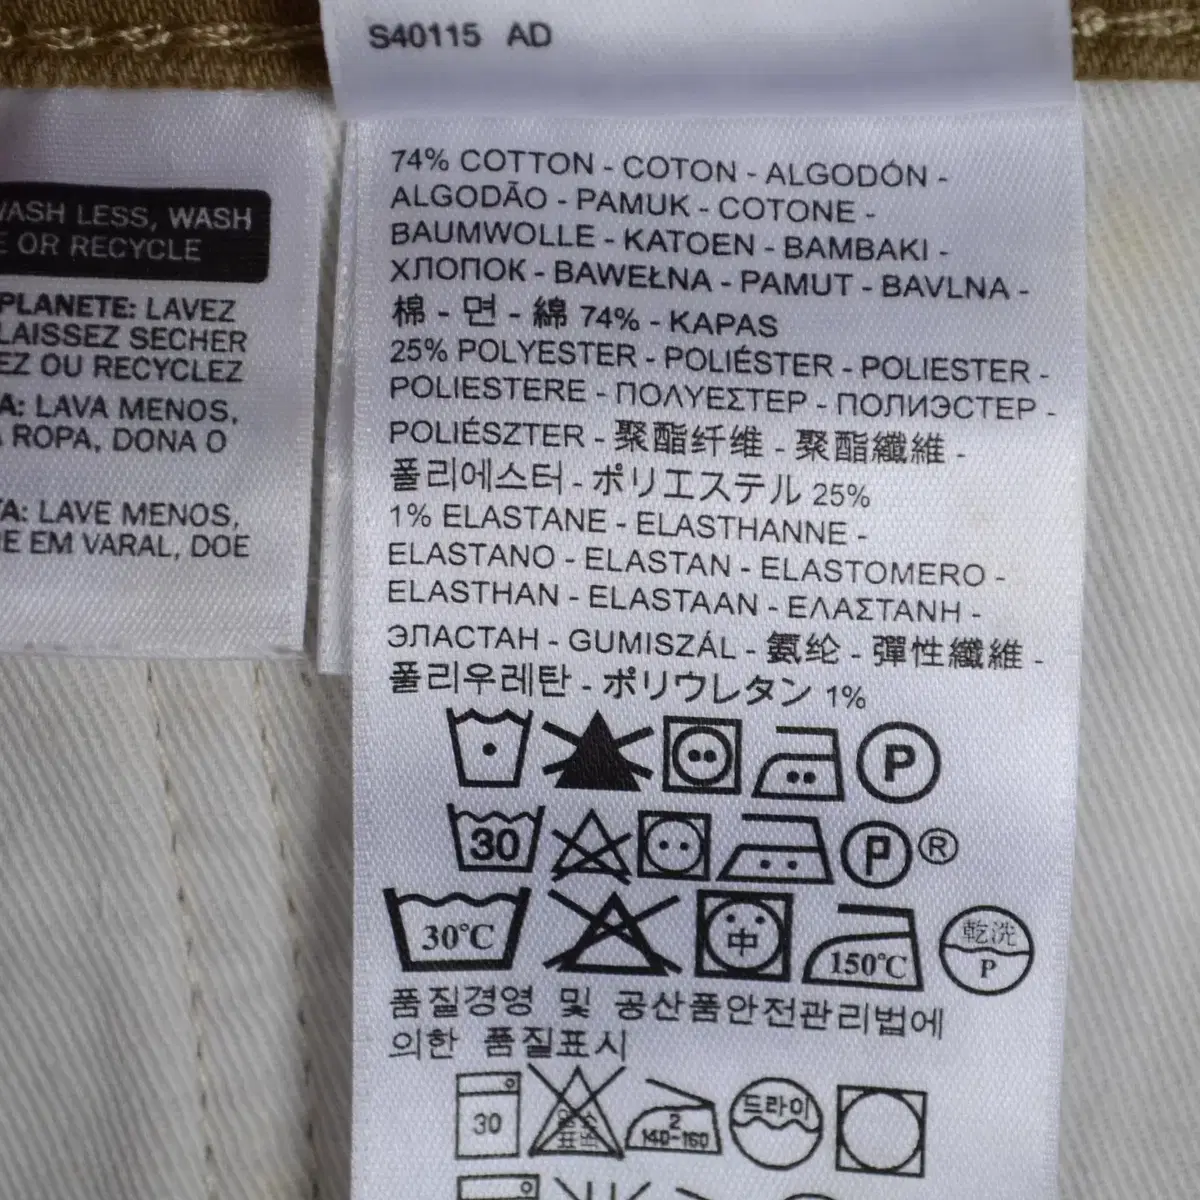 S40115 AD
WASH LESS, WASH
E OR RECYCLE
PLANETE: LAVEZ
LAISSEZ SECHER
EZ OU RECYCLEZ
A: LAVA MENOS,
A ROPA, DONA O
TA: LAVE MENOS,
E EM VARAL, DOE
74% COTTON - COTON - ALGODÓN -
ALGODÃO - PAMUK - COTONE -
BAUMWOLLE - KATOEN - BAMBAKI -
ХЛОПОК - BAWEŁNA - PAMUT - BAVLNA -
棉 - 면 - 綿 74% - KAPAS
25% POLYESTER - POLIÉSTER - POLIESTER -
POLIESTERE - ΠΟΛΥΕΣΤΕΡ - ПОЛИЭСТЕР -
POLIÉSZTER - 聚酯纤维 - 聚酯纖維 -
폴리에스터 - ポリエステル 25%
1% ELASTANE - ELASTHANNE -
ELASTANO - ELASTAN - ELASTOMERO -
ELASTHAN - ELASTAAN - ΕΛΑΣΤΑΝΗ -
ЭЛАСТАН - GUMISZÁL - 氨纶 - 彈性纖維 -
폴리우레탄 - ポリウレタン 1%
P
30 P ®
30°C 中 150°C 乾洗 P
품질경영 및 공산품안전관리법에
의한 품질표시
30 염소표백 2 140-160 드라이